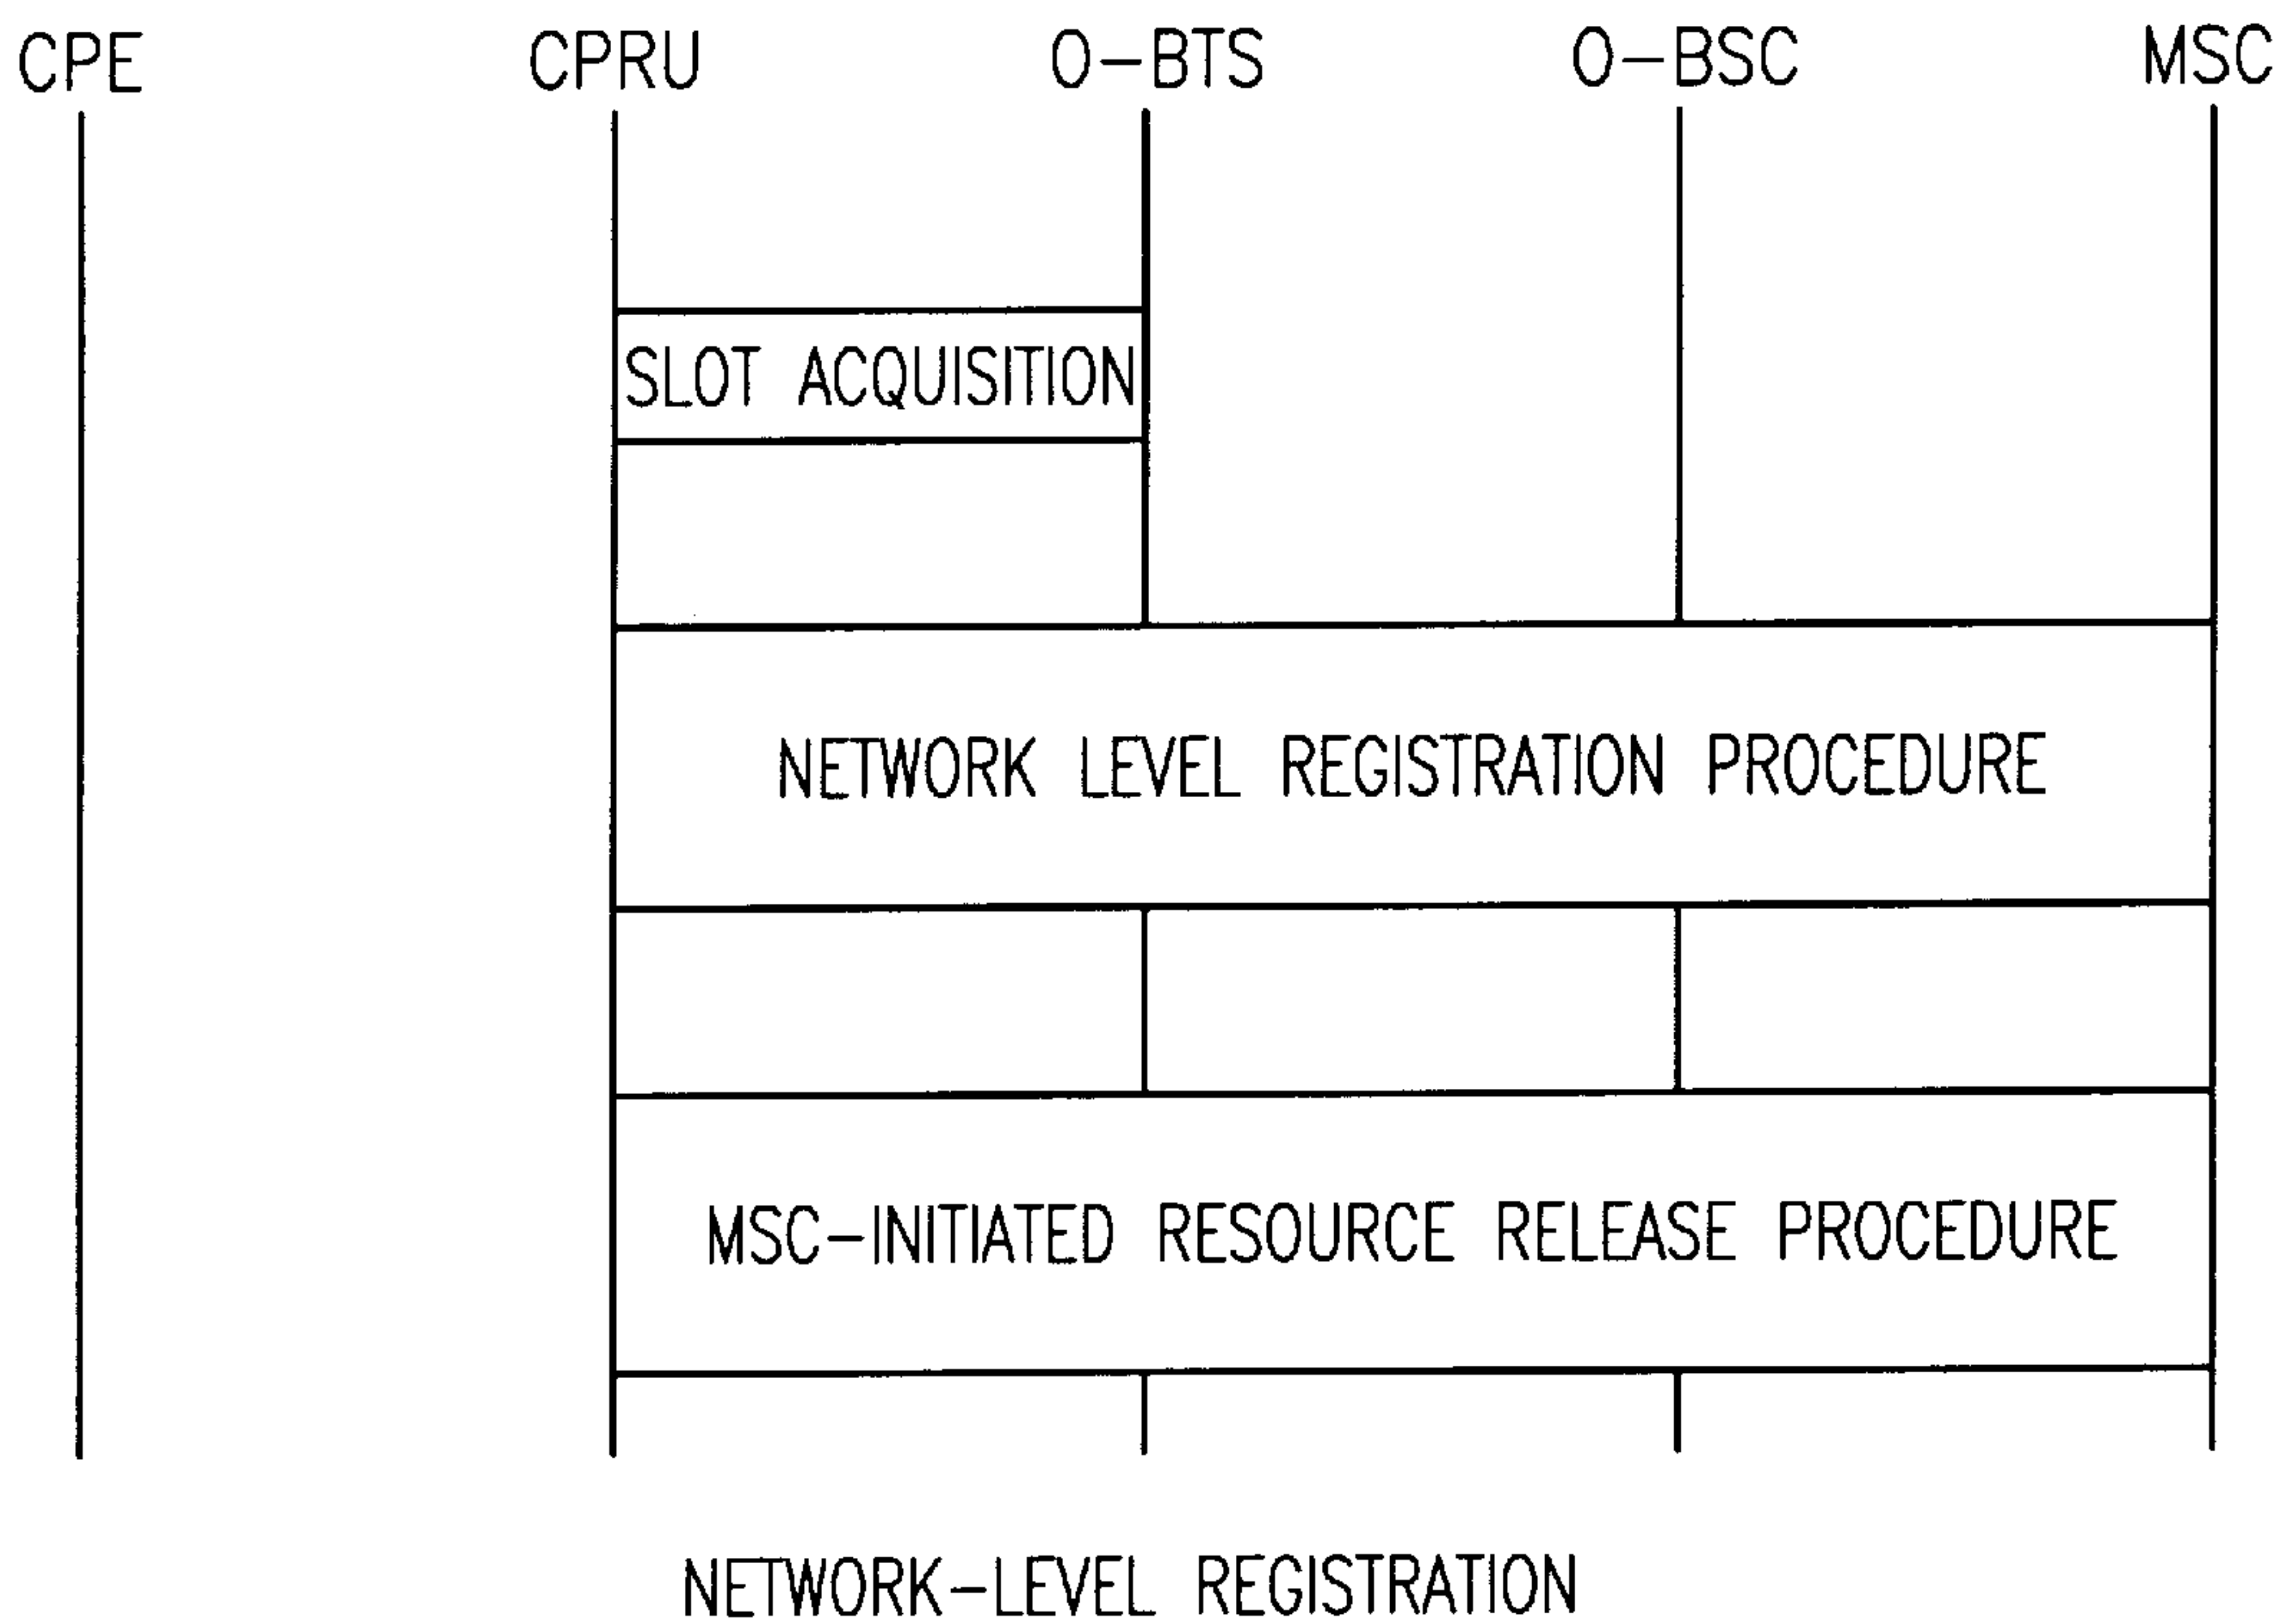 CPE CPRU O-BTS O-BSC MSC
SLOT ACQUISITION
NETWORK LEVEL REGISTRATION PROCEDURE
MSC-INITIATED RESOURCE RELEASE PROCEDURE
NETWORK-LEVEL REGISTRATION